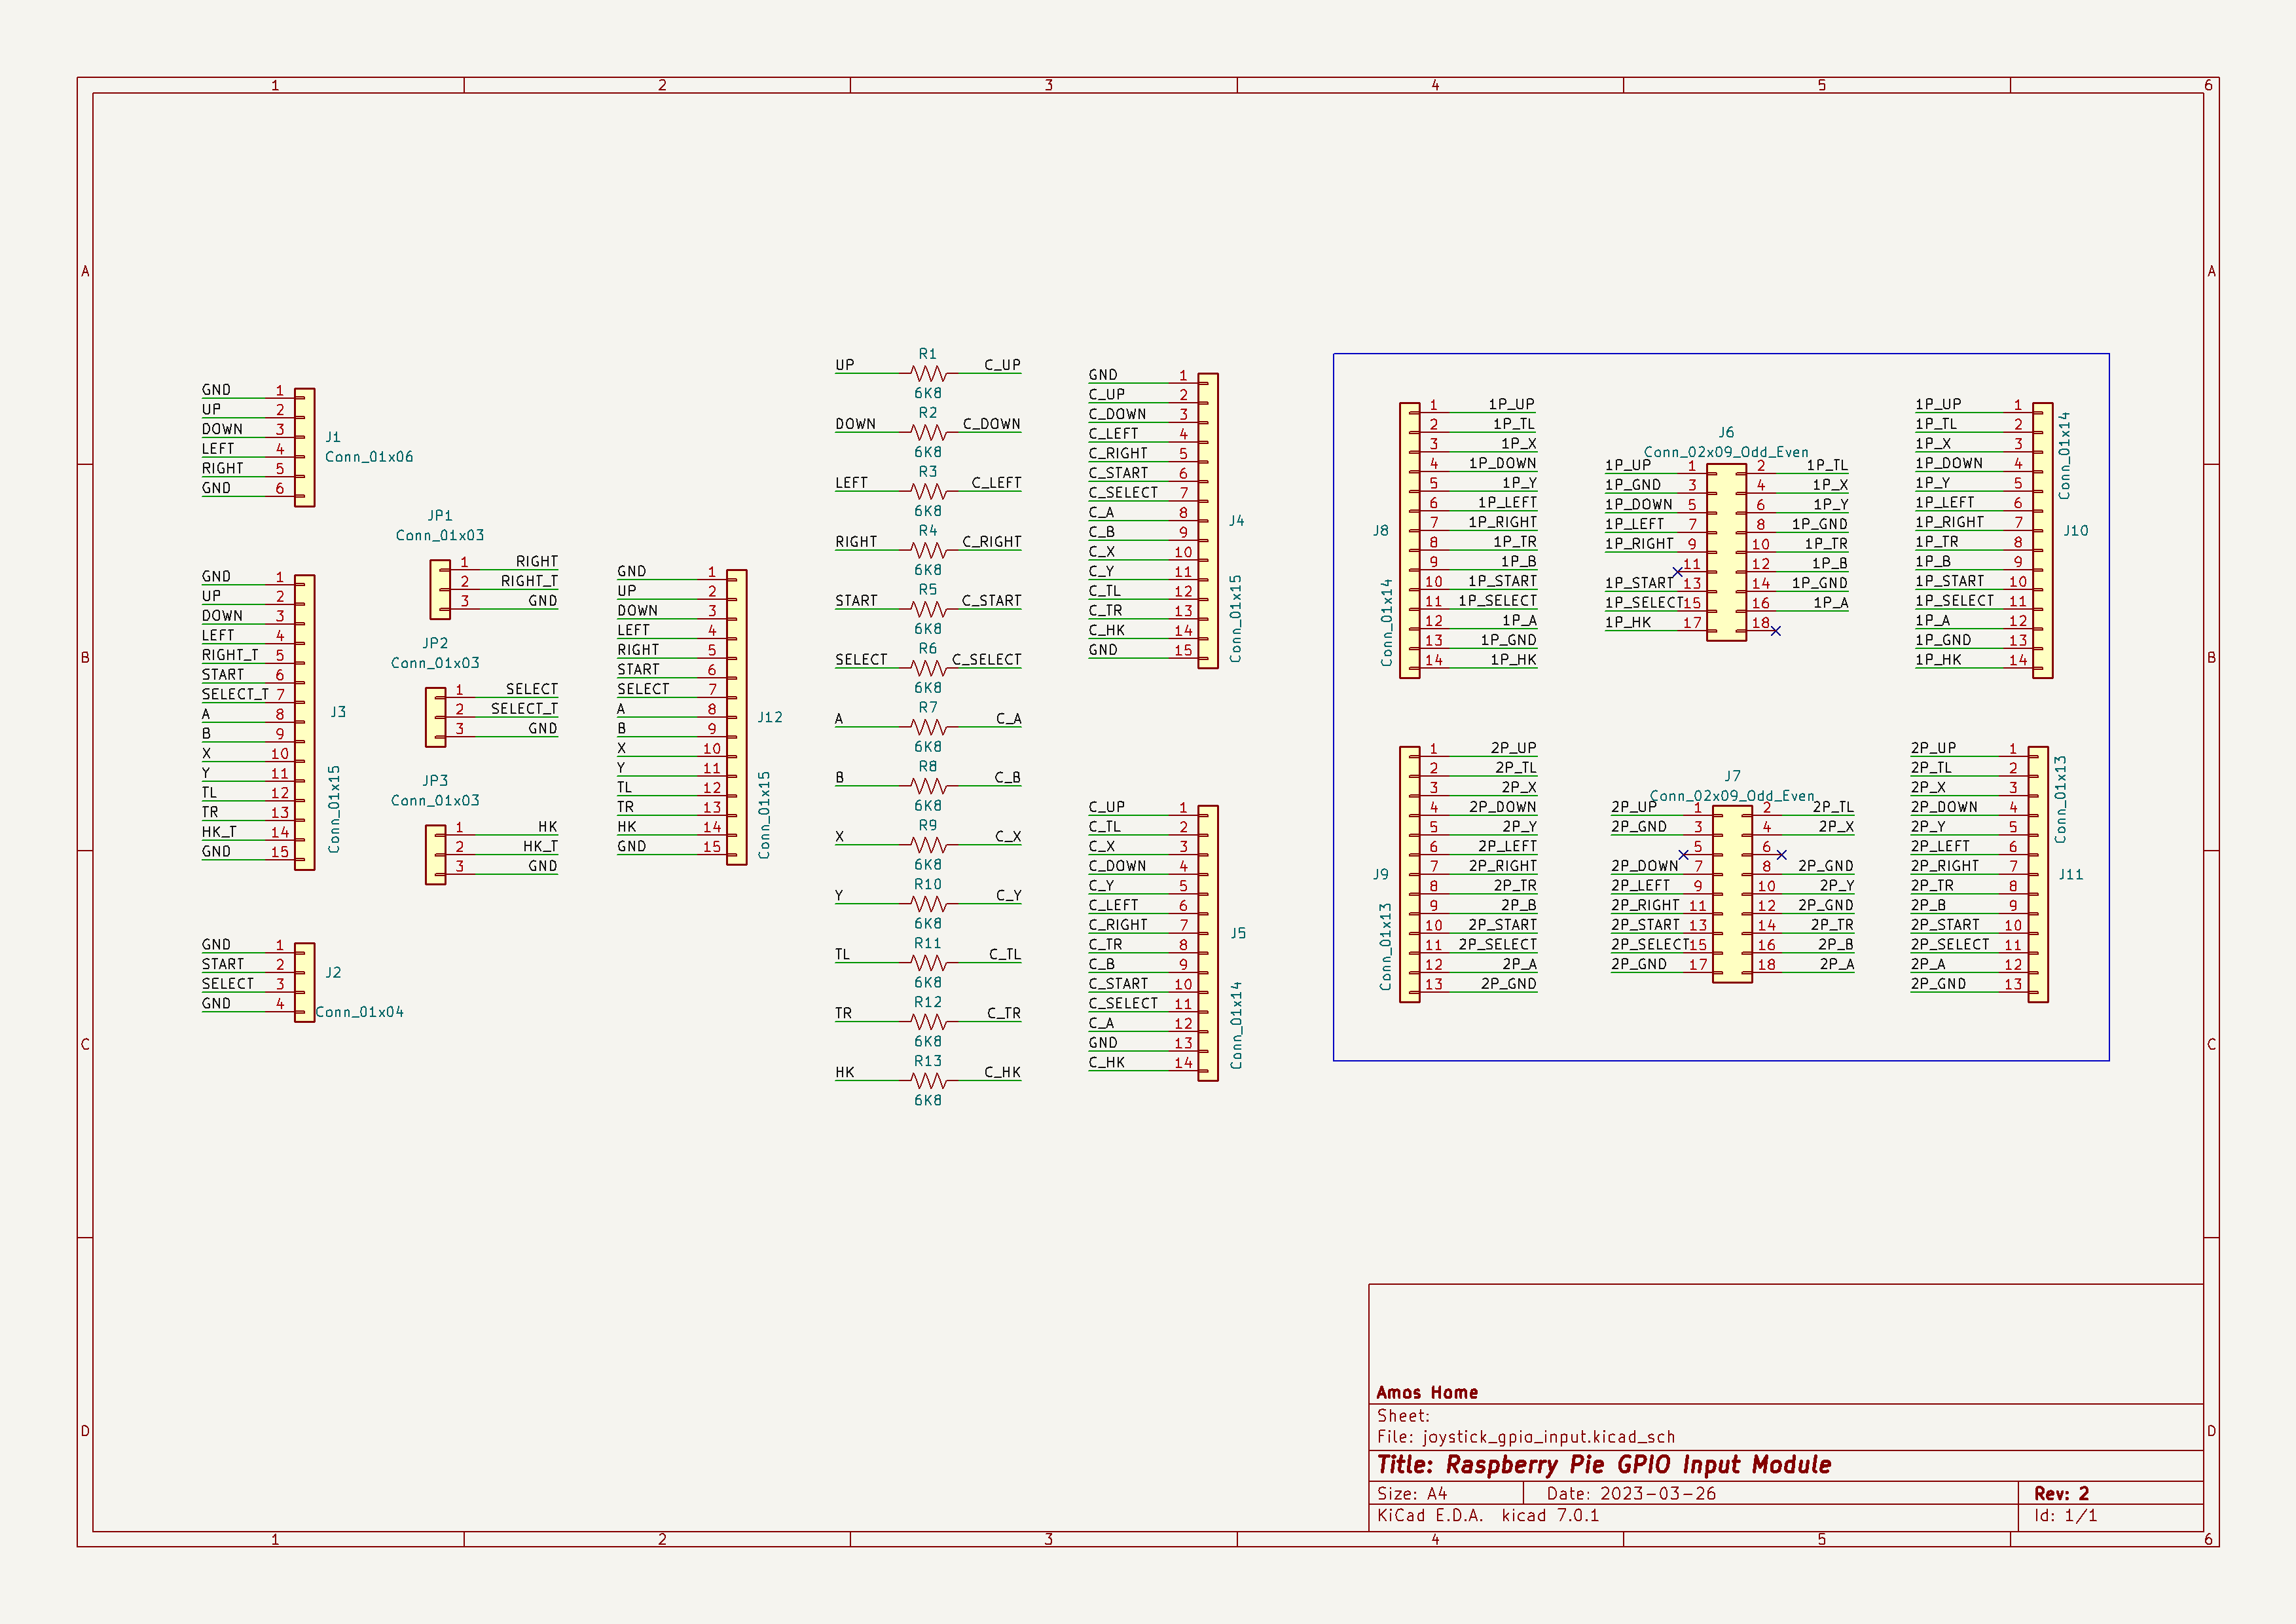 1 2 3 4 5 6
A
B
C
D
A
B
C
D
GND 1
UP 2
DOWN 3
LEFT 4
RIGHT 5
GND 6
J1
Conn_01x06
GND 1
UP 2
DOWN 3
LEFT 4
RIGHT_T 5
START 6
SELECT_T 7
A 8
B 9
X 10
Y 11
TL 12
TR 13
HK_T 14
GND 15
J3
Conn_01x15
GND 1
START 2
SELECT 3
GND 4
J2
Conn_01x04
JP1
Conn_01x03
1 RIGHT
2 RIGHT_T
3 GND
JP2
Conn_01x03
1 SELECT
2 SELECT_T
3 GND
JP3
Conn_01x03
1 HK
2 HK_T
3 GND
GND 1
UP 2
DOWN 3
LEFT 4
RIGHT 5
START 6
SELECT 7
A 8
B 9
X 10
Y 11
TL 12
TR 13
HK 14
GND 15
J12
Conn_01x15
R1
UP C_UP
6K8
R2
DOWN C_DOWN
6K8
R3
LEFT C_LEFT
6K8
R4
RIGHT C_RIGHT
6K8
R5
START C_START
6K8
R6
SELECT C_SELECT
6K8
R7
A C_A
6K8
R8
B C_B
6K8
R9
X C_X
6K8
R10
Y C_Y
6K8
R11
TL C_TL
6K8
R12
TR C_TR
6K8
R13
HK C_HK
6K8
GND 1
C_UP 2
C_DOWN 3
C_LEFT 4
C_RIGHT 5
C_START 6
C_SELECT 7
C_A 8
C_B 9
C_X 10
C_Y 11
C_TL 12
C_TR 13
C_HK 14
GND 15
J4
Conn_01x15
C_UP 1
C_TL 2
C_X 3
C_DOWN 4
C_Y 5
C_LEFT 6
C_RIGHT 7
C_TR 8
C_B 9
C_START 10
C_SELECT 11
C_A 12
GND 13
C_HK 14
J5
Conn_01x14
J8
Conn_01x14
1 1P_UP
2 1P_TL
3 1P_X
4 1P_DOWN
5 1P_Y
6 1P_LEFT
7 1P_RIGHT
8 1P_TR
9 1P_B
10 1P_START
11 1P_SELECT
12 1P_A
13 1P_GND
14 1P_HK
J6
Conn_02x09_Odd_Even
1P_UP 1 2 1P_TL
1P_GND 3 4 1P_X
1P_DOWN 5 6 1P_Y
1P_LEFT 7 8 1P_GND
1P_RIGHT 9 10 1P_TR
11 12 1P_B
1P_START 13 14 1P_GND
1P_SELECT 15 16 1P_A
1P_HK 17 18
1P_UP 1
1P_TL 2
1P_X 3
1P_DOWN 4
1P_Y 5
1P_LEFT 6
1P_RIGHT 7
1P_TR 8
1P_B 9
1P_START 10
1P_SELECT 11
1P_A 12
1P_GND 13
1P_HK 14
J10
Conn_01x14
J9
Conn_01x13
1 2P_UP
2 2P_TL
3 2P_X
4 2P_DOWN
5 2P_Y
6 2P_LEFT
7 2P_RIGHT
8 2P_TR
9 2P_B
10 2P_START
11 2P_SELECT
12 2P_A
13 2P_GND
J7
Conn_02x09_Odd_Even
2P_UP 1 2 2P_TL
2P_GND 3 4 2P_X
5 6
2P_DOWN 7 8 2P_GND
2P_LEFT 9 10 2P_Y
2P_RIGHT 11 12 2P_GND
2P_START 13 14 2P_TR
2P_SELECT 15 16 2P_B
2P_GND 17 18 2P_A
2P_UP 1
2P_TL 2
2P_X 3
2P_DOWN 4
2P_Y 5
2P_LEFT 6
2P_RIGHT 7
2P_TR 8
2P_B 9
2P_START 10
2P_SELECT 11
2P_A 12
2P_GND 13
J11
Conn_01x13
Amos Home
Sheet:
File: joystick_gpio_input.kicad_sch
Title: Raspberry Pie GPIO Input Module
Size: A4 Date: 2023-03-26 Rev: 2
KiCad E.D.A. kicad 7.0.1 Id: 1/1
1 2 3 4 5 6